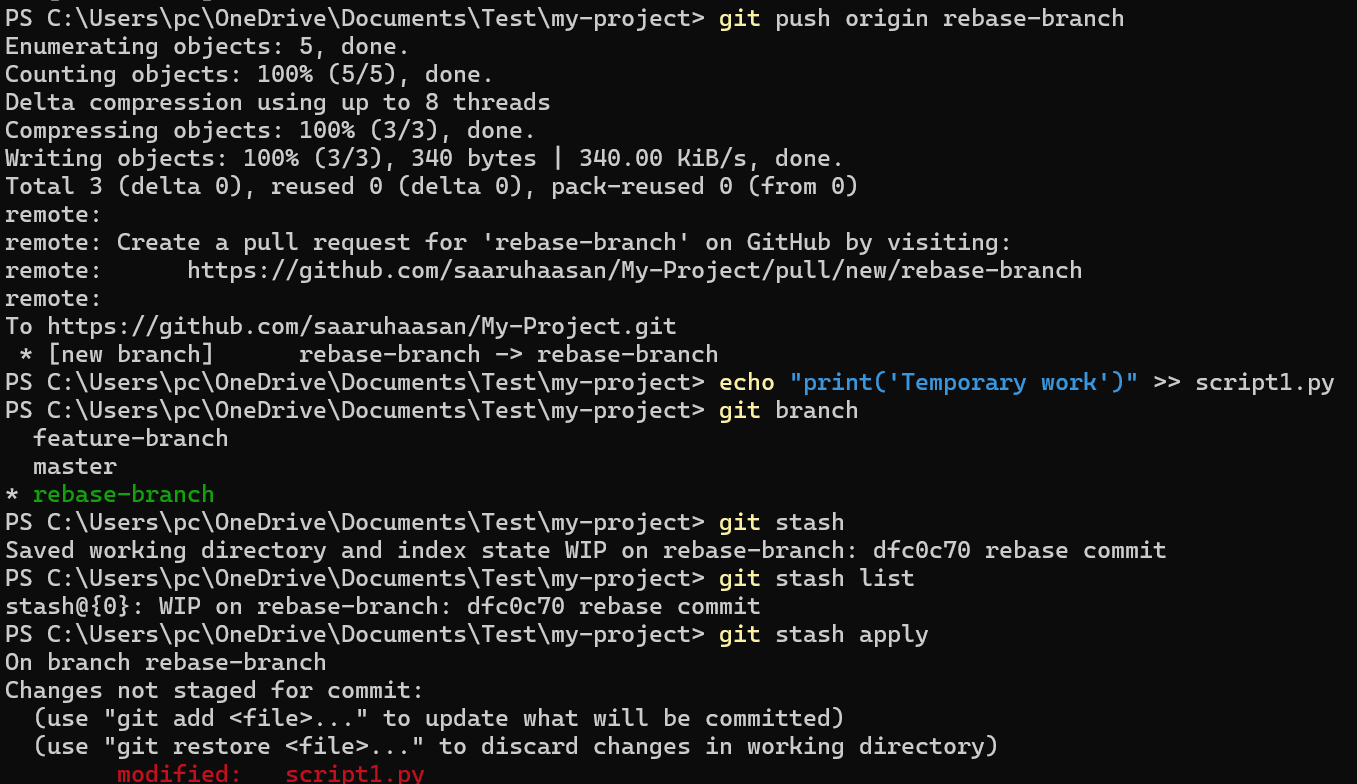 PS C:\Users\pc\OneDrive\Documents\Test\my-project> git push origin rebase-branch
Enumerating objects: 5, done.
Counting objects: 100% (5/5), done.
Delta compression using up to 8 threads
Compressing objects: 100% (3/3), done.
Writing objects: 100% (3/3), 340 bytes | 340.00 KiB/s, done.
Total 3 (delta 0), reused 0 (delta 0), pack-reused 0 (from 0)
remote:
remote: Create a pull request for 'rebase-branch' on GitHub by visiting:
remote:      https://github.com/saaruhaasan/My-Project/pull/new/rebase-branch
remote:
To https://github.com/saaruhaasan/My-Project.git
 * [new branch]      rebase-branch -> rebase-branch
PS C:\Users\pc\OneDrive\Documents\Test\my-project> echo "print('Temporary work')" >> script1.py
PS C:\Users\pc\OneDrive\Documents\Test\my-project> git branch
  feature-branch
  master
* rebase-branch
PS C:\Users\pc\OneDrive\Documents\Test\my-project> git stash
Saved working directory and index state WIP on rebase-branch: dfc0c70 rebase commit
PS C:\Users\pc\OneDrive\Documents\Test\my-project> git stash list
stash@{0}: WIP on rebase-branch: dfc0c70 rebase commit
PS C:\Users\pc\OneDrive\Documents\Test\my-project> git stash apply
On branch rebase-branch
Changes not staged for commit:
  (use "git add <file>..." to update what will be committed)
  (use "git restore <file>..." to discard changes in working directory)
        modified:   script1.py